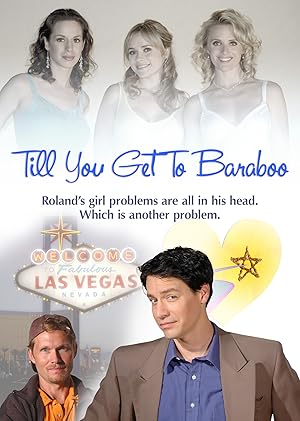 Till You Get To Baraboo
Roland's girl problems are all in his head.
Which is another problem.
WELCOME
TO Fabulous
LAS VEGAS
NEVADA